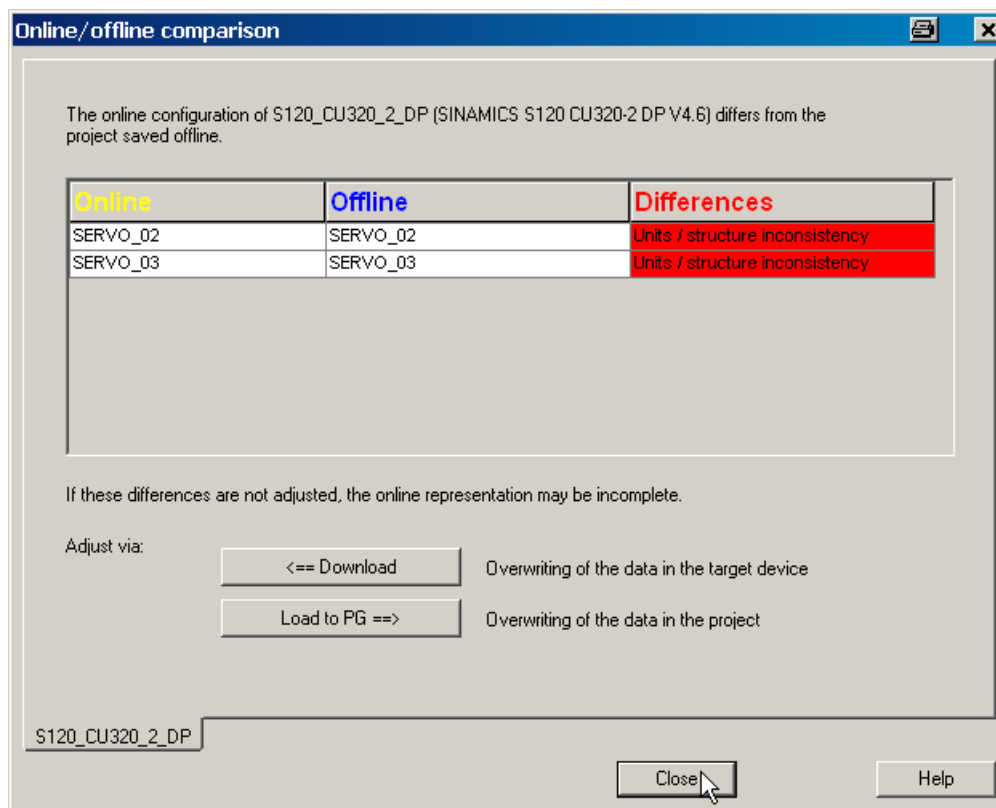 Online/offline comparison
The online configuration of S120_CU320_2_DP (SINAMICS S120 CU320-2 DP V4.6) differs from the
project saved offline.
Online Offline Differences
SERVO_02 SERVO_02 Units / structure inconsistency
SERVO_03 SERVO_03 Units / structure inconsistency
If these differences are not adjusted, the online representation may be incomplete.
Adjust via:
<== Download Overwriting of the data in the target device
Load to PG ==> Overwriting of the data in the project
S120_CU320_2_DP
Close Help